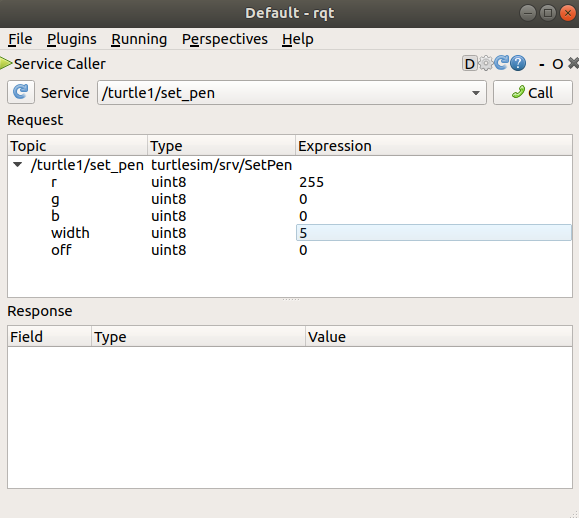 Default - rqt
File Plugins Running Perspectives Help
Service Caller D ? - O
Service /turtle1/set_pen Call
Request
Topic Type Expression
/turtle1/set_pen turtlesim/srv/SetPen
r uint8 255
g uint8 0
b uint8 0
width uint8 5
off uint8 0
Response
Field Type Value